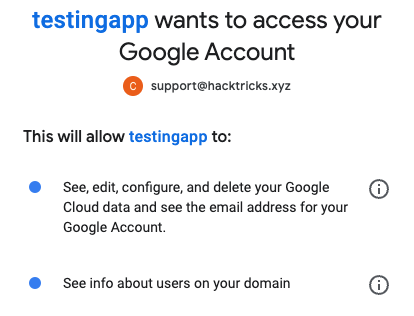 testingapp wants to access your
Google Account
C support@hacktricks.xyz
This will allow testingapp to:
See, edit, configure, and delete your Google
Cloud data and see the email address for your
Google Account.
See info about users on your domain